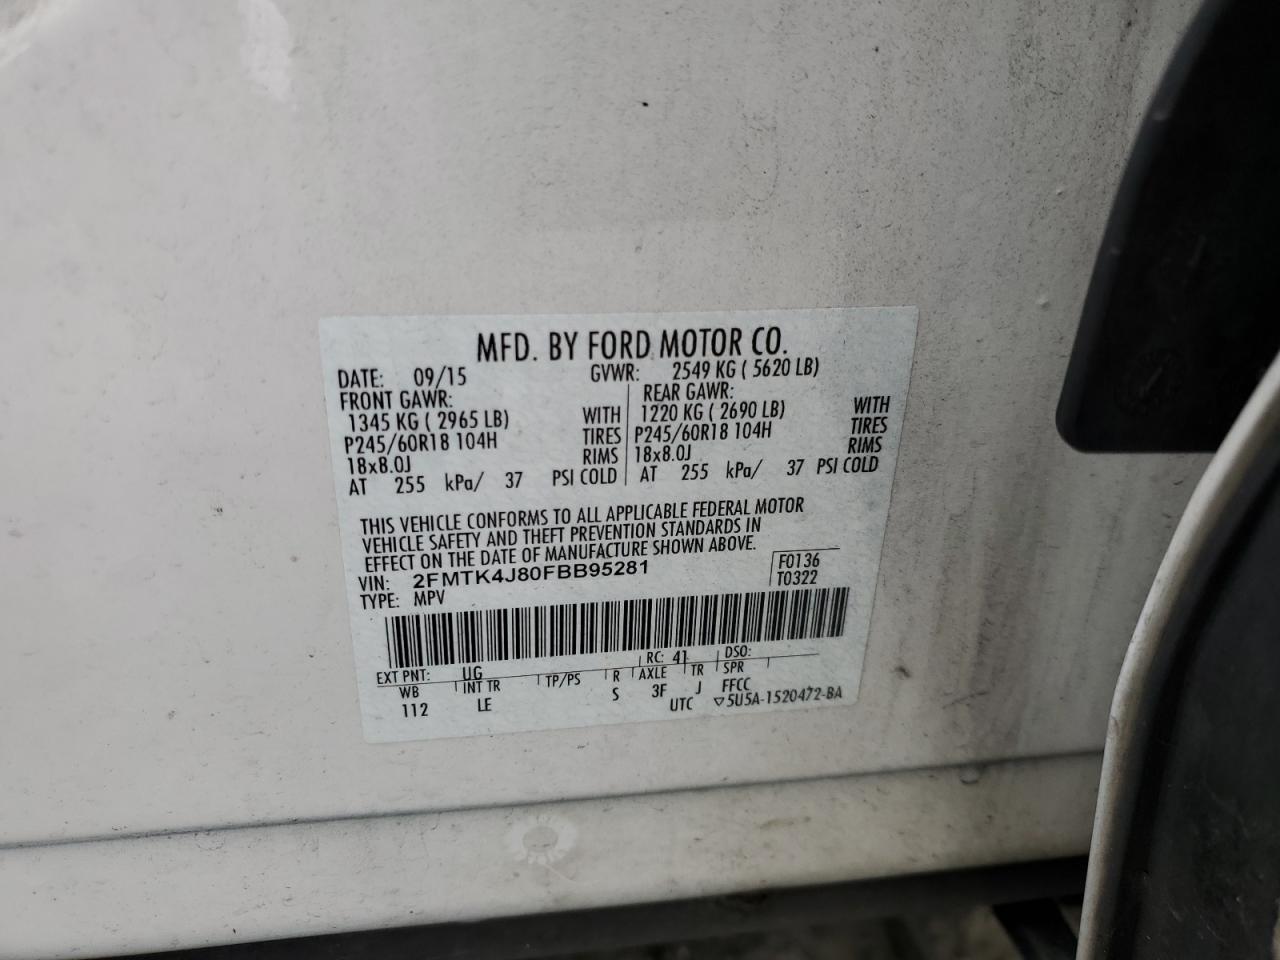 MFD. BY FORD MOTOR CO.
DATE: 09/15 GVWR: 2549 KG ( 5620 LB)
FRONT GAWR: REAR GAWR:
1345 KG ( 2965 LB) WITH 1220 KG ( 2690 LB) WITH
P245/60R18 104H TIRES P245/60R18 104H TIRES
18x8.0J RIMS 18x8.0J RIMS
AT 255 kPa/ 37 PSI COLD AT 255 kPa/ 37 PSI COLD
THIS VEHICLE CONFORMS TO ALL APPLICABLE FEDERAL MOTOR
VEHICLE SAFETY AND THEFT PREVENTION STANDARDS IN
EFFECT ON THE DATE OF MANUFACTURE SHOWN ABOVE.
VIN: 2FMTK4J80FBB95281 F0136
TYPE: MPV T0322
EXT PNT: UG RC: 41 DSO:
WB INT TR TP/PS R AXLE TR SPR
112 LE S 3F J FFCC
UTC ▽5U5A-1520472-BA